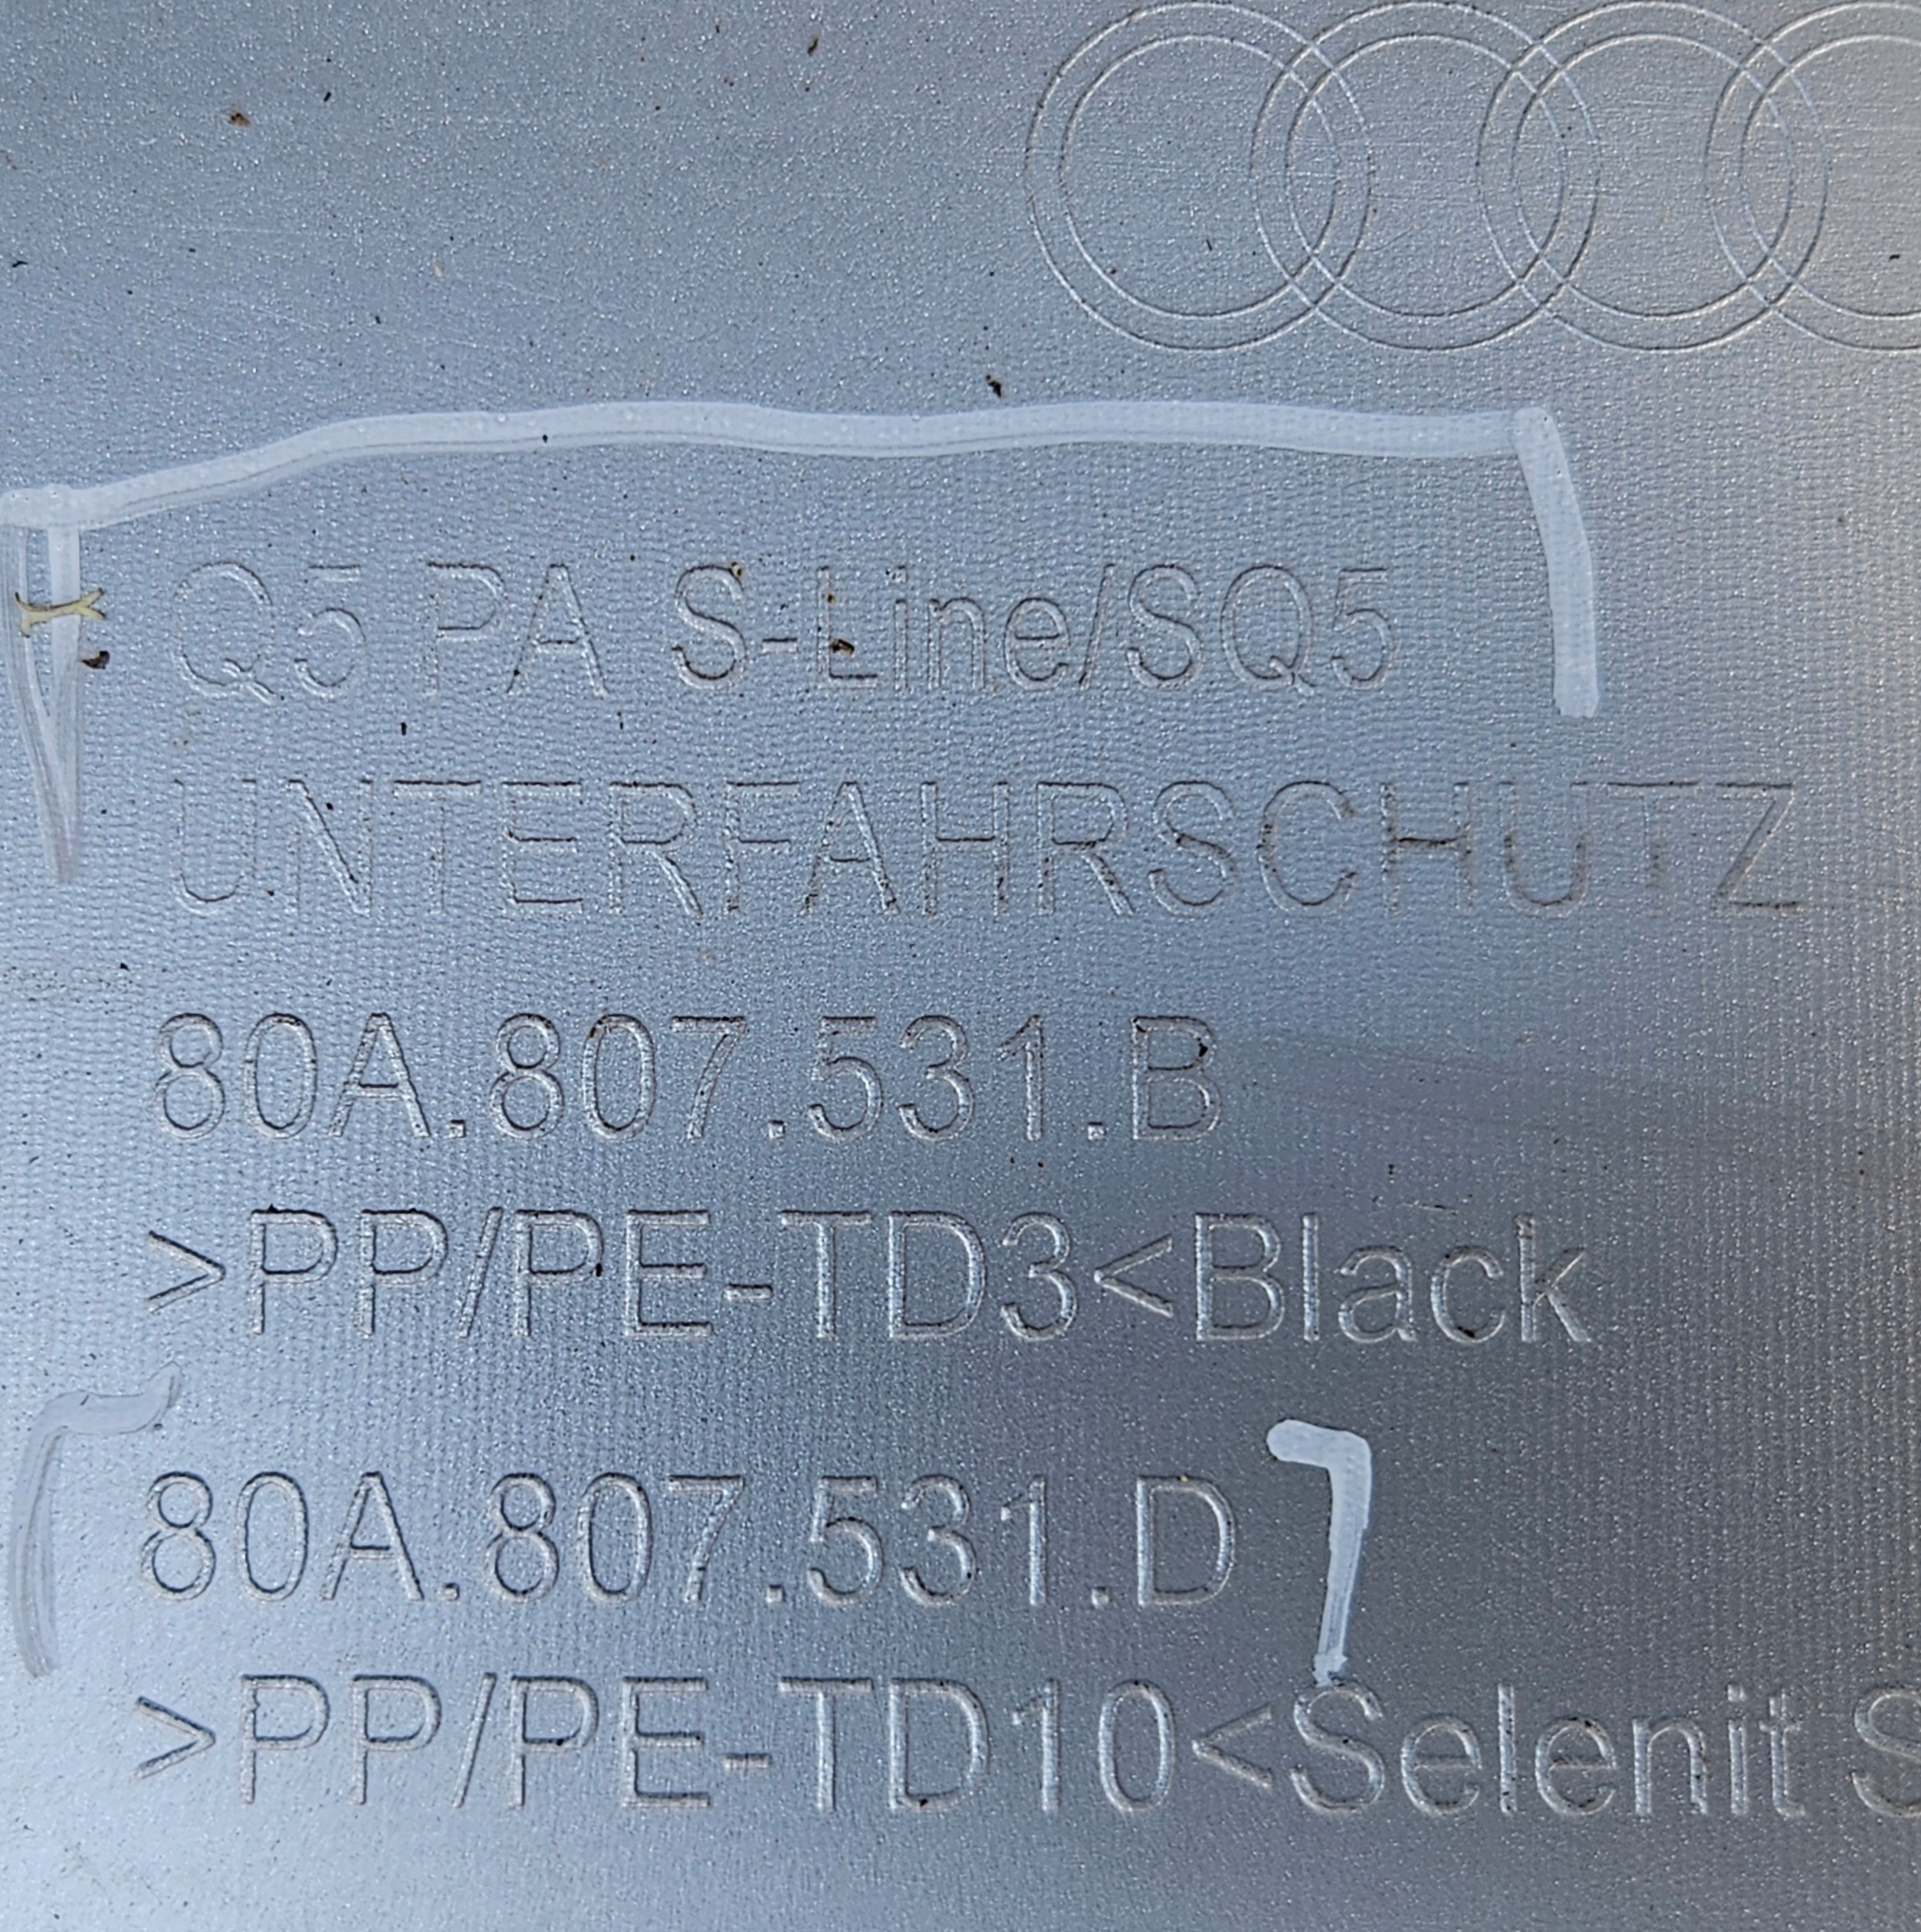 Q5 PA S-Line/SQ5
UNTERFAHRSCHUTZ
80A.807.531.B
>PP/PE-TD3<Black
80A.807.531.D
>PP/PE-TD10<Selenit